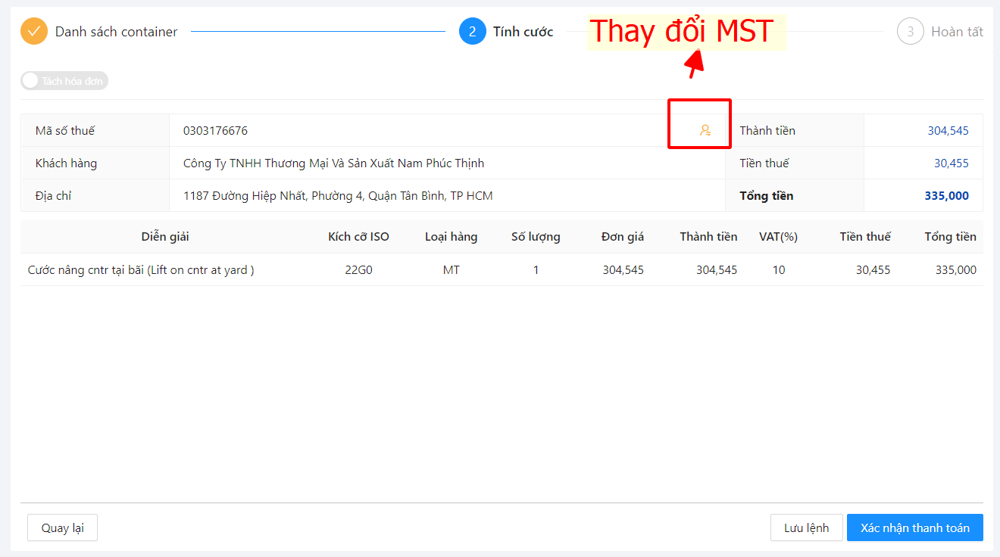 Danh sách container
2 Tính cước
Thay đổi MST
3 Hoàn tất
Tách hóa đơn
Mã số thuế 0303176676 Thành tiền 304,545
Khách hàng Công Ty TNHH Thương Mại Và Sản Xuất Nam Phúc Thịnh Tiền thuế 30,455
Địa chỉ 1187 Đường Hiệp Nhất, Phường 4, Quận Tân Bình, TP HCM Tổng tiền 335,000
Diễn giải Kích cỡ ISO Loại hàng Số lượng Đơn giá Thành tiền VAT(%) Tiền thuế Tổng tiền
Cước nâng cntr tại bãi (Lift on cntr at yard ) 22G0 MT 1 304,545 304,545 10 30,455 335,000
Quay lại Lưu lệnh Xác nhận thanh toán